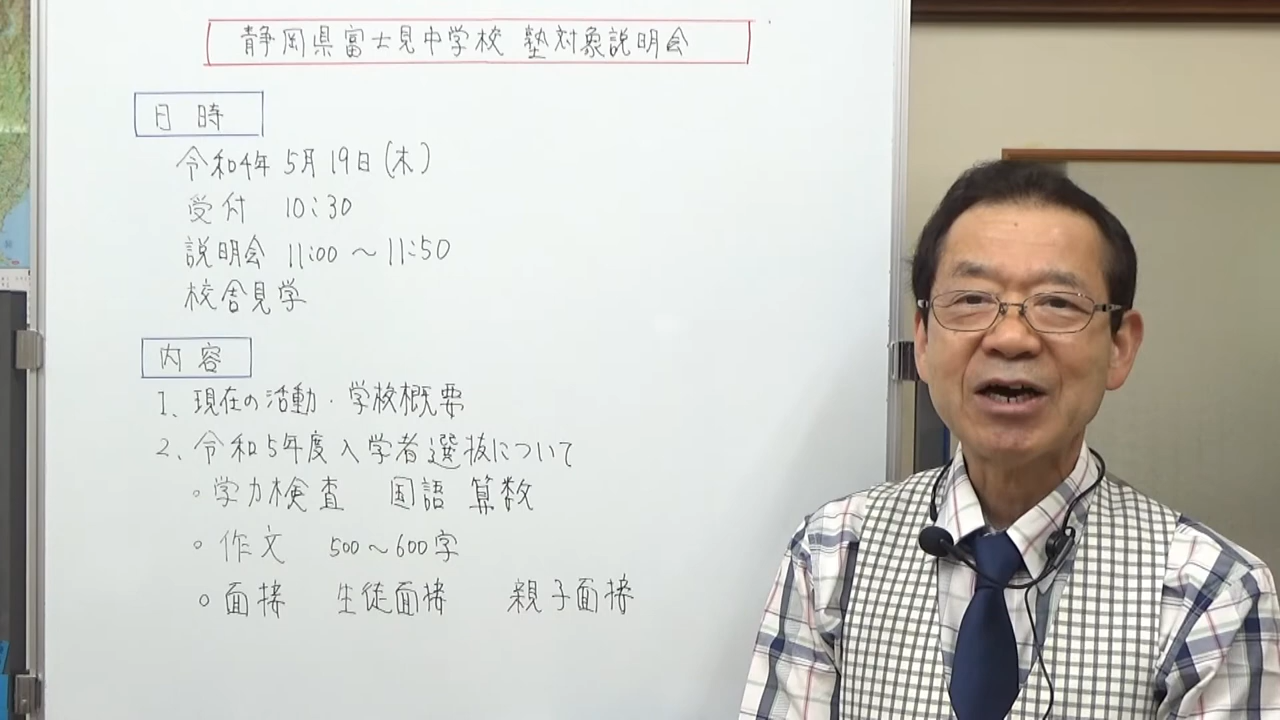 静岡県富士見中学校 塾対象説明会
日時
令和4年 5月19日(木)
受付 10:30
説明会 11:00～11:50
校舎見学
内容
1、現在の活動・学校概要
2、令和5年度入学者選抜について
○学力検査 国語 算数
○作文 500～600字
○面接 生徒面接 親子面接